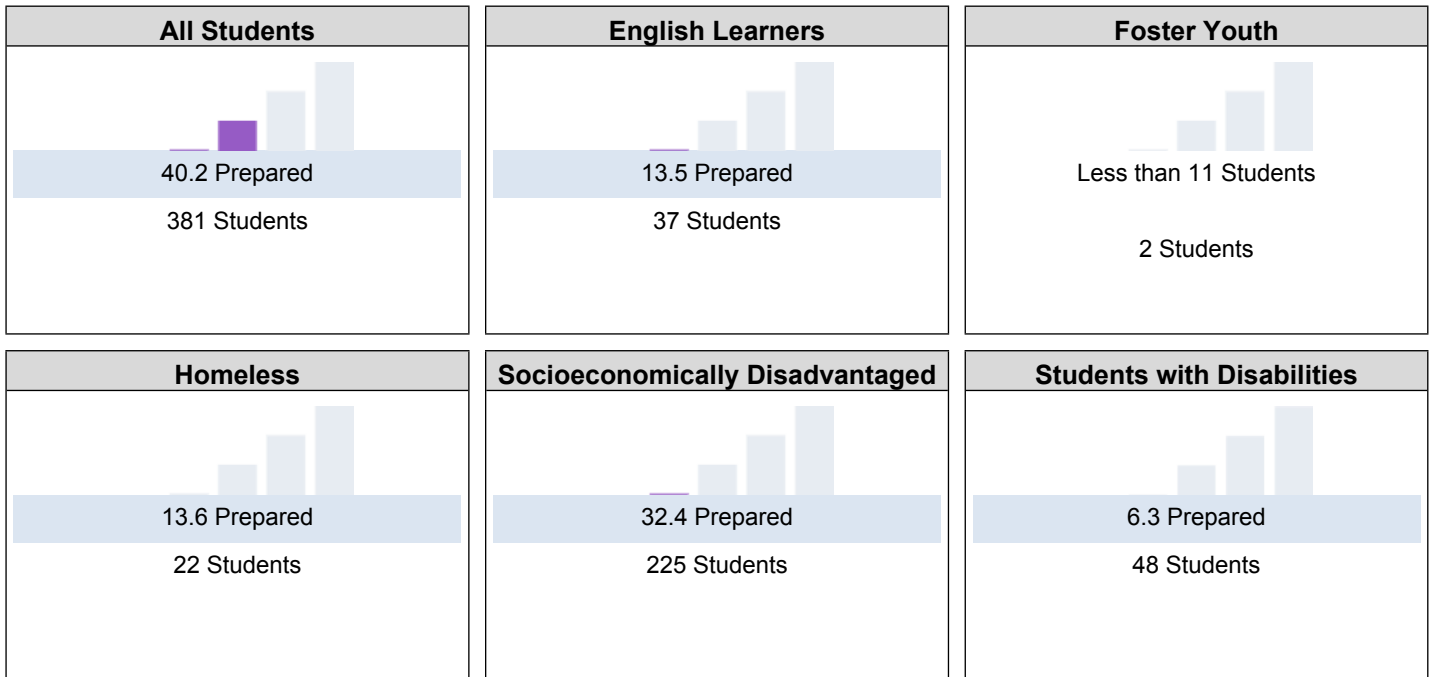 All Students
40.2 Prepared
381 Students
English Learners
13.5 Prepared
37 Students
Foster Youth
Less than 11 Students
2 Students
Homeless
13.6 Prepared
22 Students
Socioeconomically Disadvantaged
32.4 Prepared
225 Students
Students with Disabilities
6.3 Prepared
48 Students